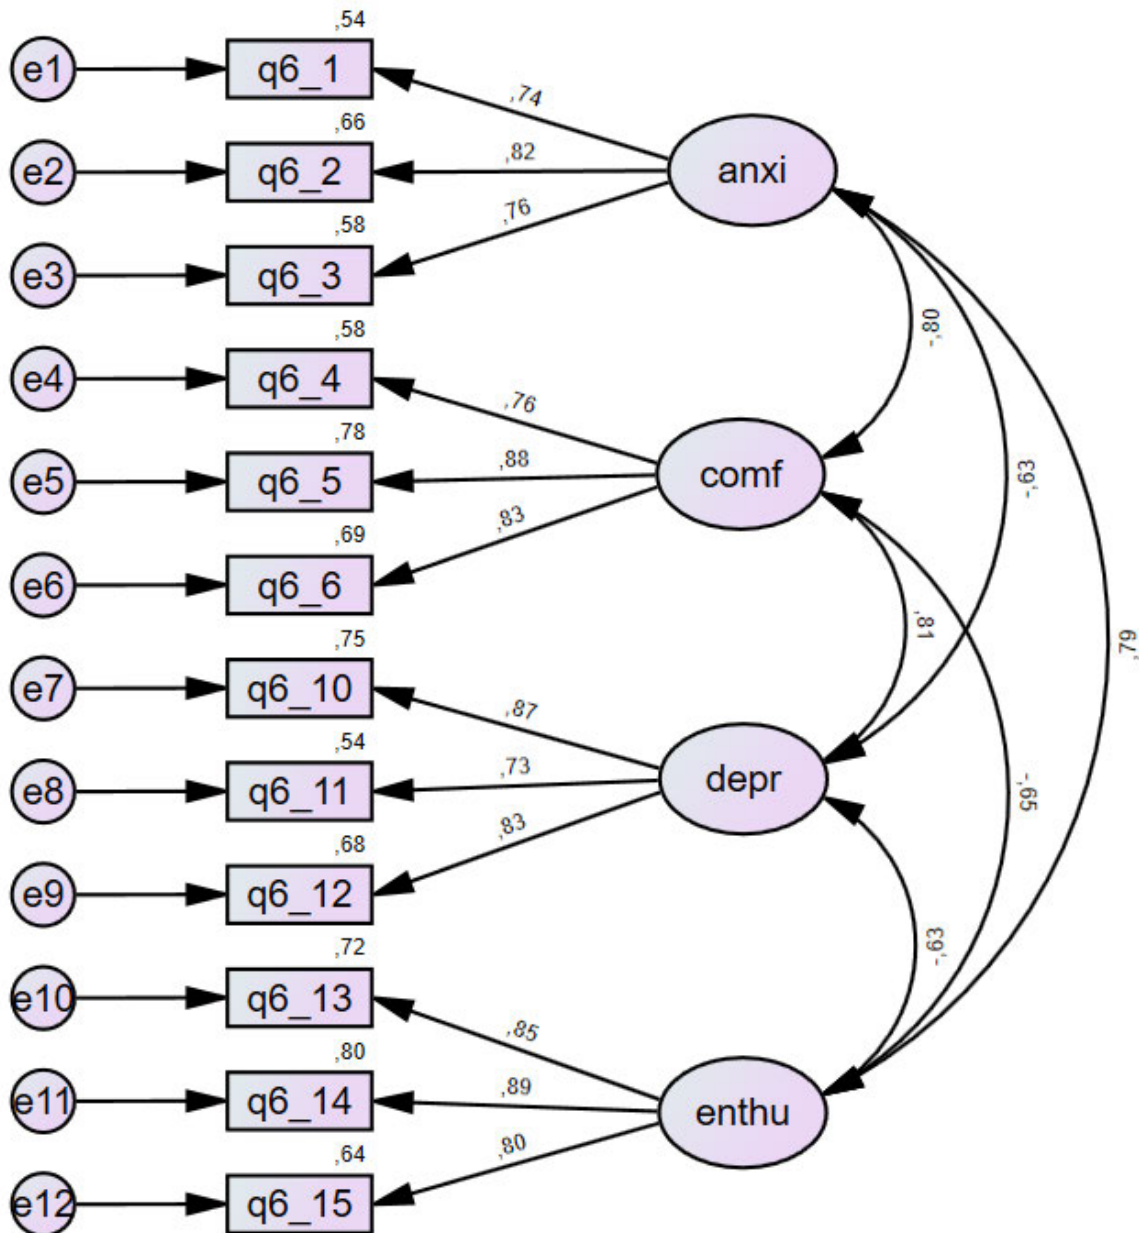 ,54
e1
q6_1
,74
,66
e2
q6_2
,82
anxi
,58
e3
q6_3
,76
,58
e4
q6_4
,76
-,80
,78
e5
q6_5
,88
comf
-,63
,69
e6
q6_6
,83
,75
e7
q6_10
,87
,81
,79
,54
e8
q6_11
,73
depr
-,65
,68
e9
q6_12
,83
,72
e10
q6_13
,85
-,63
,80
e11
q6_14
,89
enthu
,64
e12
q6_15
,80